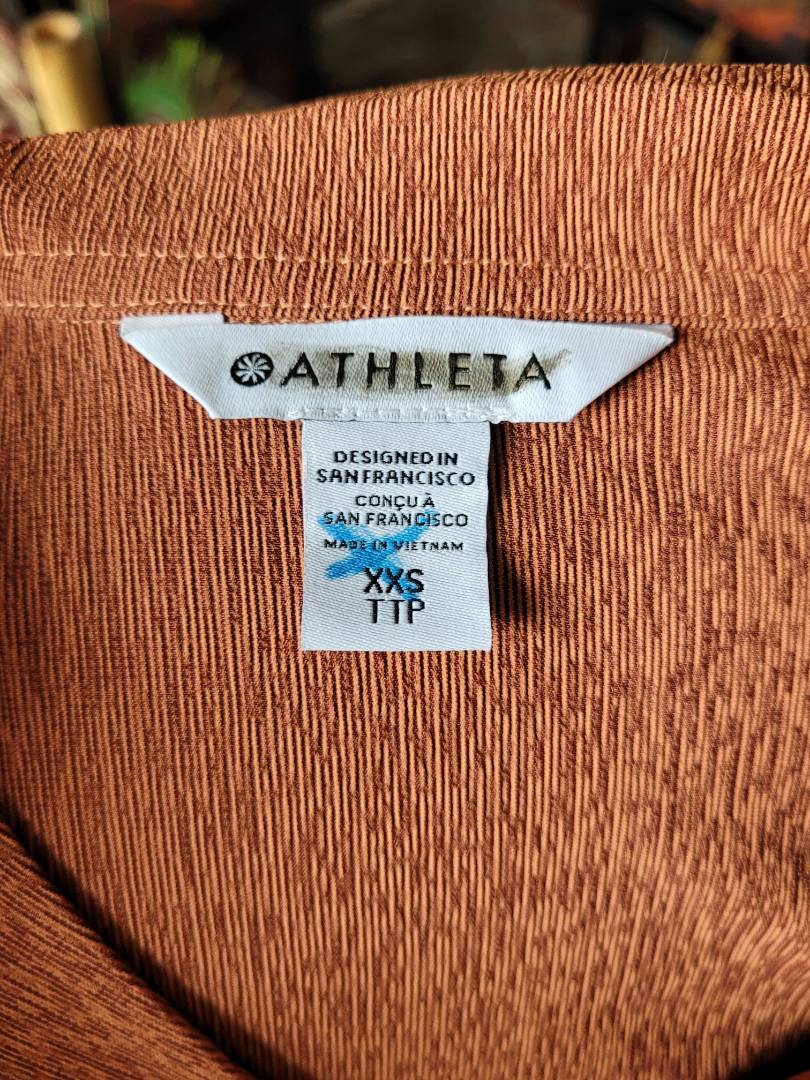 ATHLETA
DESIGNED IN
SAN FRANCISCO
CONÇU À
SAN FRANCISCO
MADE IN VIETNAM
XXS
TTP